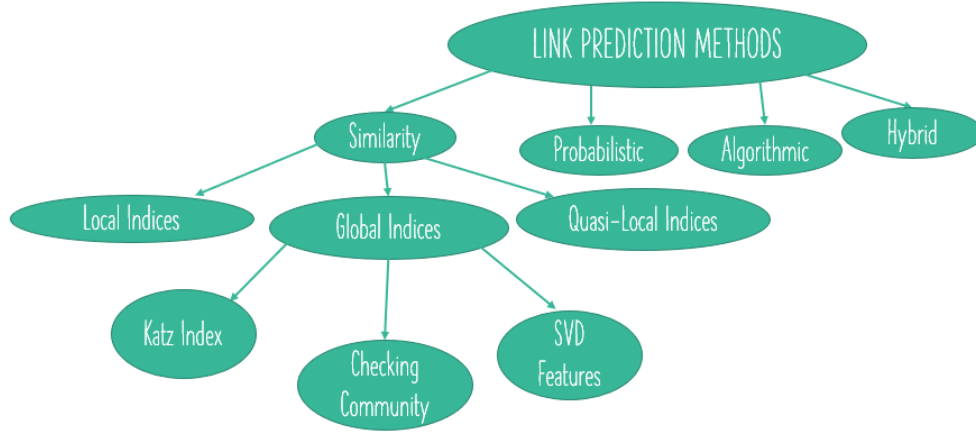 LINK PREDICTION METHODS
Similarity
Probabilistic
Algorithmic
Hybrid
Local Indices
Global Indices
Quasi-Local Indices
Katz Index
Checking
Community
SVD
Features